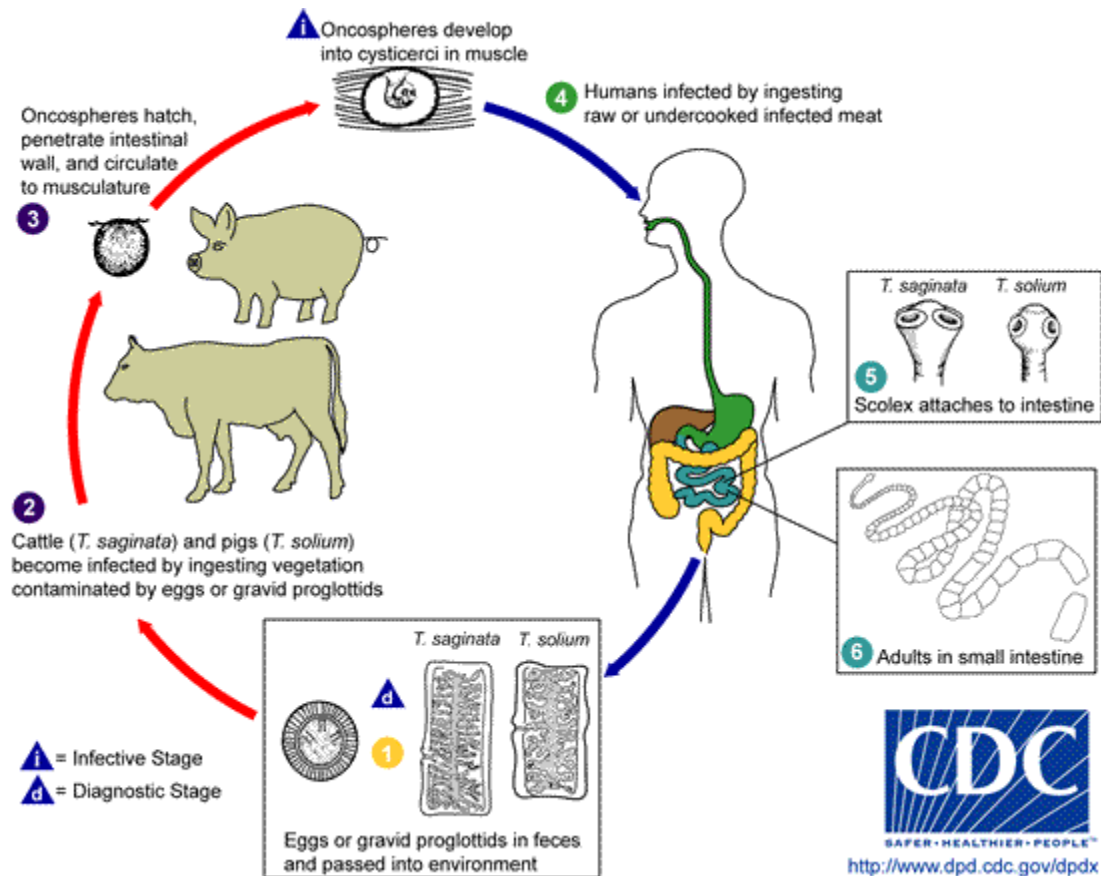 i
Oncospheres develop
into cysticerci in muscle
4
Humans infected by ingesting
raw or undercooked infected meat
Oncospheres hatch,
penetrate intestinal
wall, and circulate
to musculature
3
T. saginata T. solium
5
Scolex attaches to intestine
2
Cattle (T. saginata) and pigs (T. solium)
become infected by ingesting vegetation
contaminated by eggs or gravid proglottids
6
Adults in small intestine
T. saginata T. solium
d
1
Eggs or gravid proglottids in feces
and passed into environment
i = Infective Stage
d = Diagnostic Stage
CDC
SAFER·HEALTHIER·PEOPLE™
http://www.dpd.cdc.gov/dpdx